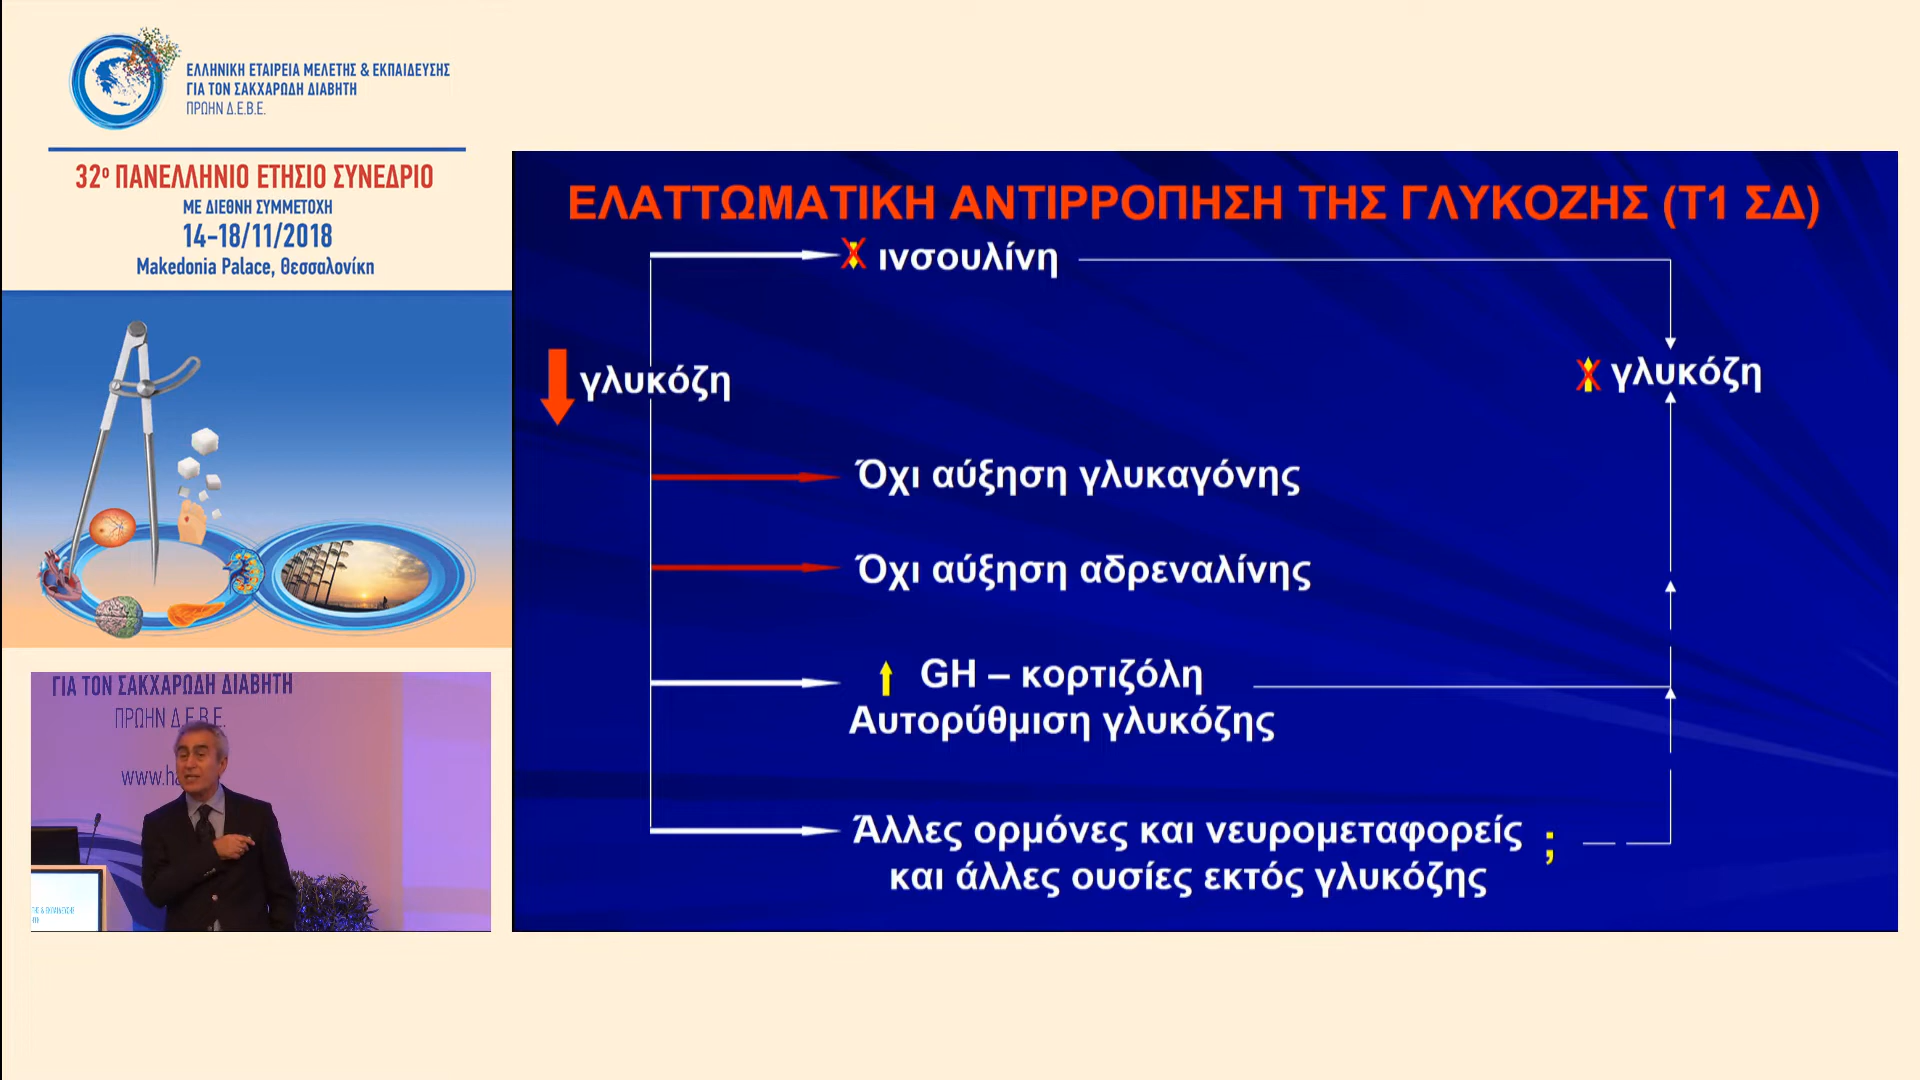 ΕΛΛΗΝΙΚΗ ΕΤΑΙΡΕΙΑ ΜΕΛΕΤΗΣ & ΕΚΠΑΙΔΕΥΣΗΣ
ΓΙΑ ΤΟΝ ΣΑΚΧΑΡΩΔΗ ΔΙΑΒΗΤΗ
ΠΡΩΗΝ Δ.Ε.Β.Ε.
32ο ΠΑΝΕΛΛΗΝΙΟ ΕΤΗΣΙΟ ΣΥΝΕΔΡΙΟ
ΜΕ ΔΙΕΘΝΗ ΣΥΜΜΕΤΟΧΗ
14-18/11/2018
Makedonia Palace, Θεσσαλονίκη
ΕΛΑΤΤΩΜΑΤΙΚΗ ΑΝΤΙΡΡΟΠΗΣΗ ΤΗΣ ΓΛΥΚΟΖΗΣ (Τ1 ΣΔ)
ινσουλίνη
γλυκόζη
γλυκόζη
Όχι αύξηση γλυκαγόνης
Όχι αύξηση αδρεναλίνης
GH – κορτιζόλη
Αυτορύθμιση γλυκόζης
Άλλες ορμόνες και νευρομεταφορείς ;
και άλλες ουσίες εκτός γλυκόζης
ΓΙΑ ΤΟΝ ΣΑΚΧΑΡΩΔΗ ΔΙΑΒΗΤΗ
ΠΡΩΗΝ Δ.Ε.Β.Ε.